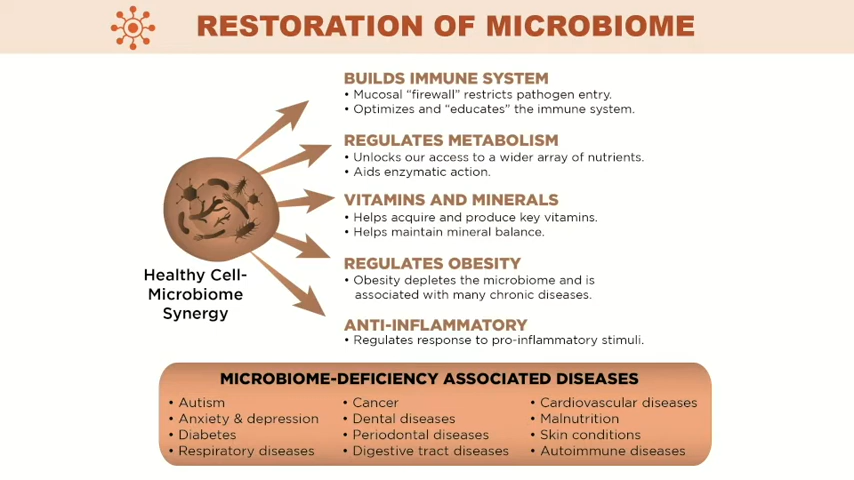 RESTORATION OF MICROBIOME
BUILDS IMMUNE SYSTEM
• Mucosal “firewall” restricts pathogen entry.
• Optimizes and “educates” the immune system.
REGULATES METABOLISM
• Unlocks our access to a wider array of nutrients.
• Aids enzymatic action.
VITAMINS AND MINERALS
• Helps acquire and produce key vitamins.
• Helps maintain mineral balance.
REGULATES OBESITY
• Obesity depletes the microbiome and is
associated with many chronic diseases.
ANTI-INFLAMMATORY
• Regulates response to pro-inflammatory stimuli.
Healthy Cell-
Microbiome
Synergy
MICROBIOME-DEFICIENCY ASSOCIATED DISEASES
• Autism
• Anxiety & depression
• Diabetes
• Respiratory diseases
• Cancer
• Dental diseases
• Periodontal diseases
• Digestive tract diseases
• Cardiovascular diseases
• Malnutrition
• Skin conditions
• Autoimmune diseases